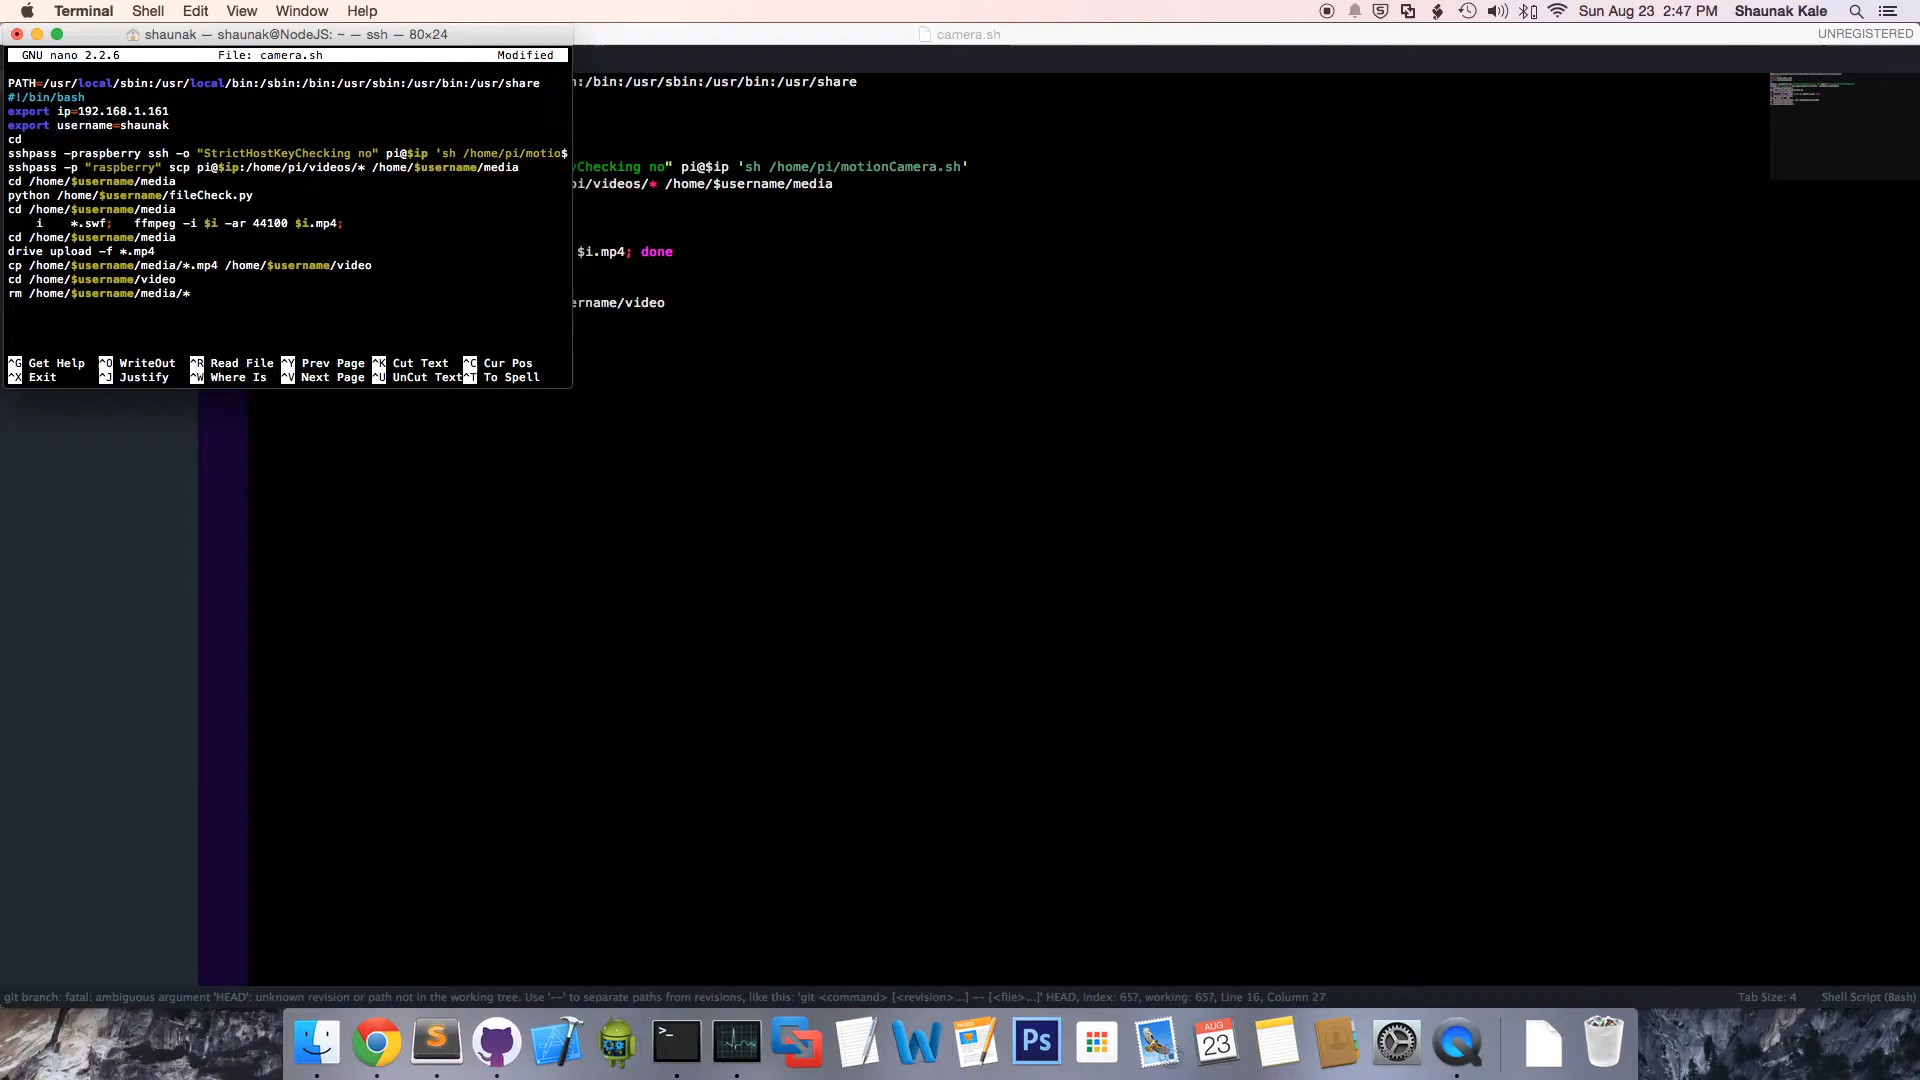 Terminal Shell Edit View Window Help
Sun Aug 23 2:47 PM Shaunak Kale
shaunak — shaunak@NodeJS: ~ — ssh — 80×24
camera.sh
UNREGISTERED
GNU nano 2.2.6 File: camera.sh Modified
PATH=/usr/local/sbin:/usr/local/bin:/sbin:/bin:/usr/sbin:/usr/bin:/usr/share
#!/bin/bash
export ip=192.168.1.161
export username=shaunak
cd
sshpass -praspberry ssh -o "StrictHostKeyChecking no" pi@$ip 'sh /home/pi/motio$
sshpass -p "raspberry" scp pi@$ip:/home/pi/videos/* /home/$username/media
cd /home/$username/media
python /home/$username/fileCheck.py
cd /home/$username/media
i *.swf; ffmpeg -i $i -ar 44100 $i.mp4;
cd /home/$username/media
drive upload -f *.mp4
cp /home/$username/media/*.mp4 /home/$username/video
cd /home/$username/video
rm /home/$username/media/*
^G Get Help ^O WriteOut ^R Read File ^Y Prev Page ^K Cut Text ^C Cur Pos
^X Exit ^J Justify ^W Where Is ^V Next Page ^U UnCut Text ^T To Spell
:/bin:/usr/sbin:/usr/bin:/usr/share
yChecking no" pi@$ip 'sh /home/pi/motionCamera.sh'
pi/videos/* /home/$username/media
$i.mp4; done
ername/video
git branch: fatal: ambiguous argument 'HEAD': unknown revision or path not in the working tree. Use '--' to separate paths from revisions, like this: 'git <command> [<revision>...] -- [<file>...]' HEAD, index: 65?, working: 65?, Line 16, Column 27
Tab Size: 4 Shell Script (Bash)
>_
W
PAGES
Ps
AUG
23